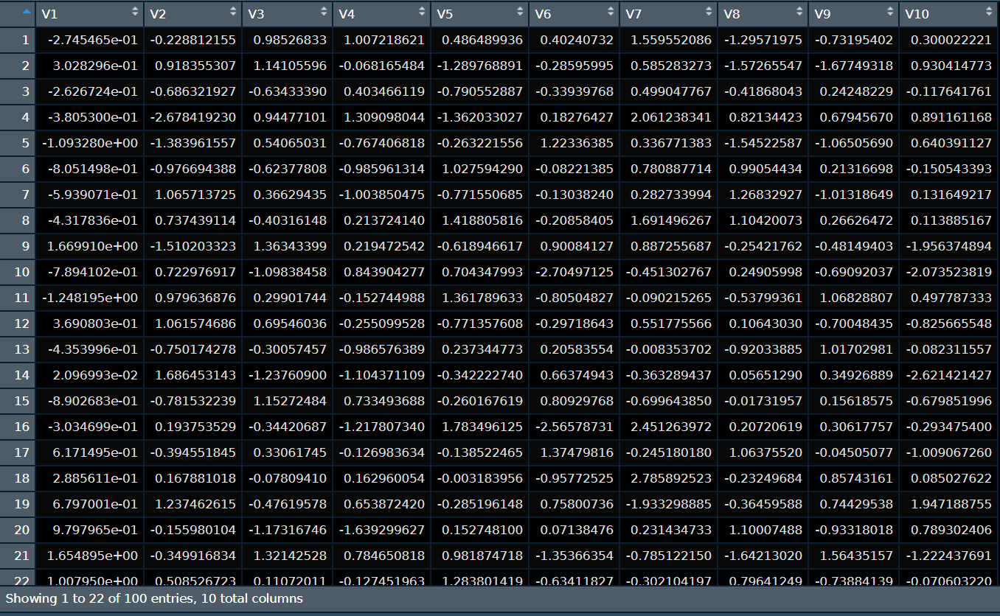 V1 V2 V3 V4 V5 V6 V7 V8 V9 V10
1 -2.745465e-01 -0.228812155 0.98526833 1.007218621 0.486489936 0.40240732 1.559552086 -1.29571975 -0.73195402 0.300022221
2 3.028296e-01 0.918355307 1.14105596 -0.068165484 -1.289768891 -0.28595995 0.585283273 -1.57265547 -1.67749318 0.930414773
3 -2.626724e-01 -0.686321927 -0.63433390 0.403466119 -0.790552887 -0.33939768 0.499047767 -0.41868043 0.24248229 -0.117641761
4 -3.805300e-01 -2.678419230 0.94477101 1.309098044 -1.362033027 0.18276427 2.061238341 0.82134423 0.67945670 0.891161168
5 -1.093280e+00 -1.383961557 0.54065031 -0.767406818 -0.263221556 1.22336385 0.336771383 -1.54522587 -1.06505690 0.640391127
6 -8.051498e-01 -0.976694388 -0.62377808 -0.985961314 1.027594290 -0.08221385 0.780887714 0.99054434 0.21316698 -0.150543393
7 -5.939071e-01 1.065713725 0.36629435 -1.003850475 -0.771550685 -0.13038240 0.282733994 1.26832927 -1.01318649 0.131649217
8 -4.317836e-01 0.737439114 -0.40316148 0.213724140 1.418805816 -0.20858405 1.691496267 1.10420073 0.26626472 0.113885167
9 1.669910e+00 -1.510203323 1.36343399 0.219472542 -0.618946617 0.90084127 0.887255687 -0.25421762 -0.48149403 -1.956374894
10 -7.894102e-01 0.722976917 -1.09838458 0.843904277 0.704347993 -2.70497125 -0.451302767 0.24905998 -0.69092037 -2.073523819
11 -1.248195e+00 0.979636876 0.29901744 -0.152744988 1.361789633 -0.80504827 -0.090215265 -0.53799361 1.06828807 0.497787333
12 3.690803e-01 1.061574686 0.69546036 -0.255099528 -0.771357608 -0.29718643 0.551775566 0.10643030 -0.70048435 -0.825665548
13 -4.353996e-01 -0.750174278 -0.30057457 -0.986576389 0.237344773 0.20583554 -0.008353702 -0.92033885 1.01702981 -0.082311557
14 2.096993e-02 1.686453143 -1.23760900 -1.104371109 -0.342222740 0.66374943 -0.363289437 0.05651290 0.34926889 -2.621421427
15 -8.902683e-01 -0.781532239 1.15272484 0.733493688 -0.260167619 0.80929768 -0.699643850 -0.01731957 0.15618575 -0.679851996
16 -3.034699e-01 0.193753529 -0.34420687 -1.217807340 1.783496125 -2.56578731 2.451263972 0.20720619 0.30617757 -0.293475400
17 6.171495e-01 -0.394551845 0.33061745 -0.126983634 -0.138522465 1.37479816 -0.245180180 1.06375520 -0.04505077 -1.009067260
18 2.885611e-01 0.167881018 -0.07809410 0.162960054 -0.003183956 -0.95772525 2.785892523 -0.23249684 0.85743161 0.085027622
19 6.797001e-01 1.237462615 -0.47619578 0.653872420 -0.285196148 0.75800736 -1.933298885 -0.36459588 0.74429538 1.947188755
20 9.797965e-01 -0.155980104 -1.17316746 -1.639299627 0.152748100 0.07138476 0.231434733 1.10007488 -0.93318018 0.789302406
21 1.654895e+00 -0.349916834 1.32142528 0.784650818 0.981874718 -1.35366354 -0.785122150 -1.64213020 1.56435157 -1.222437691
22 1.007950e+00 0.508526723 0.11072011 -0.127451963 1.283801419 -0.63411827 -0.302104197 0.79641249 -0.73884139 -0.070603220
Showing 1 to 22 of 100 entries, 10 total columns